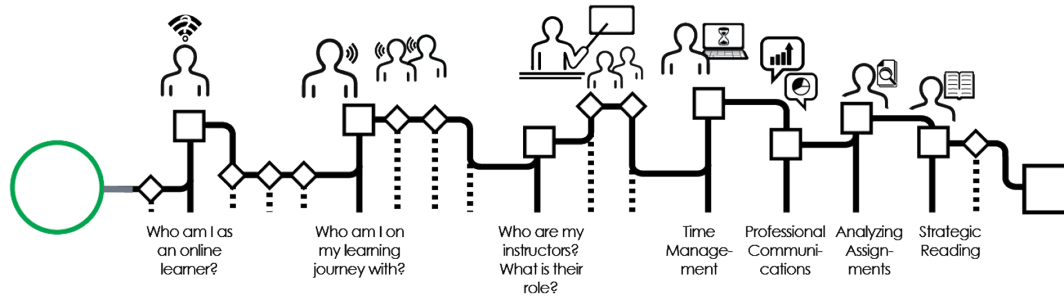 Who am I as
an online
learner?
Who am I on
my learning
journey with?
Who are my
instructors?
What is their
role?
Time
Manage-
ment
Professional
Communi-
cations
Analyzing
Assign-
ments
Strategic
Reading